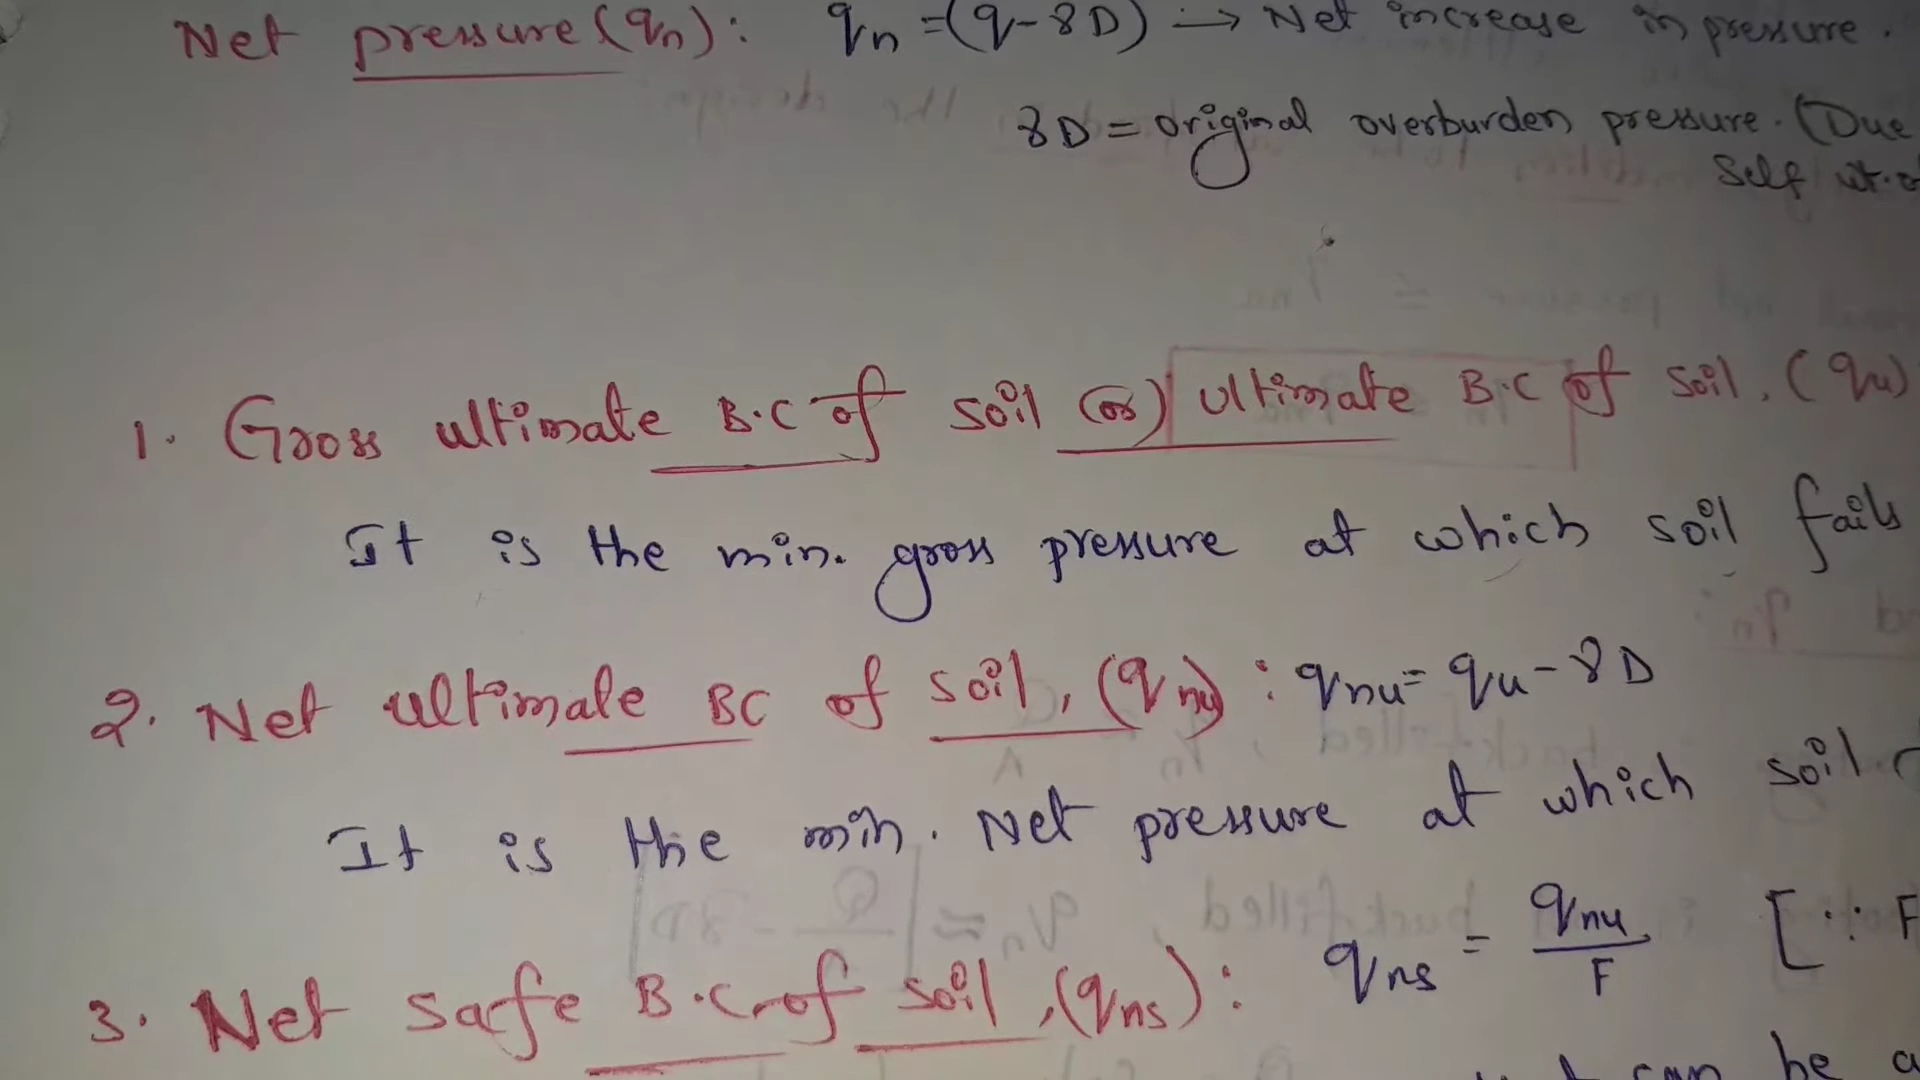 Net pressure (qn): qn = (q - γD) → Net increase in pressure.
γD = original overburden pressure. (Due
Self wt. o
1. Gross ultimate B.C of soil (or) ultimate B.C of soil, (qu)
It is the min. gross pressure at which soil fails
2. Net ultimate BC of soil, (qnu): qnu = qu - γD
It is the min. Net pressure at which soil
3. Net safe B.C of soil, (qns): qns = qnu/F [∵ F
can be a